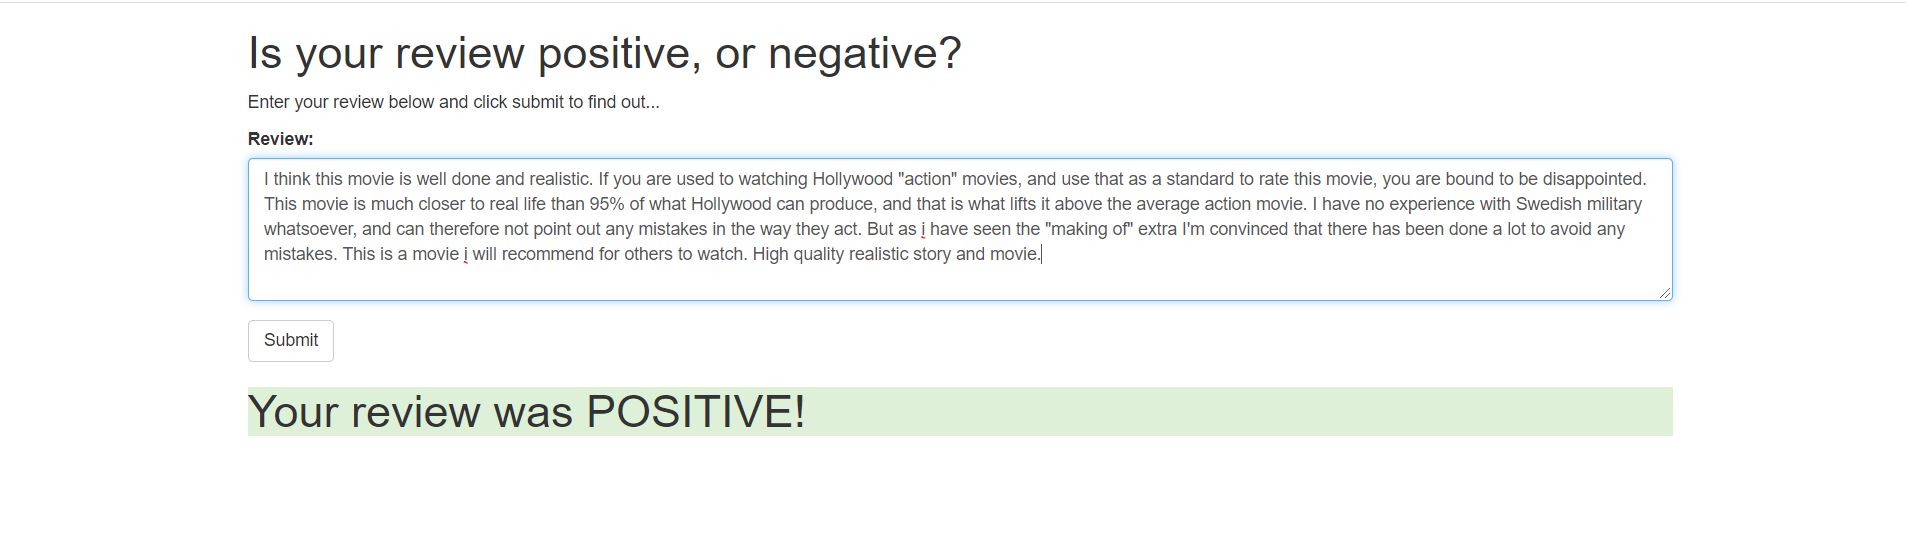 Is your review positive, or negative?
Enter your review below and click submit to find out...
Review:
I think this movie is well done and realistic. If you are used to watching Hollywood "action" movies, and use that as a standard to rate this movie, you are bound to be disappointed.
This movie is much closer to real life than 95% of what Hollywood can produce, and that is what lifts it above the average action movie. I have no experience with Swedish military
whatsoever, and can therefore not point out any mistakes in the way they act. But as i have seen the "making of" extra I'm convinced that there has been done a lot to avoid any
mistakes. This is a movie i will recommend for others to watch. High quality realistic story and movie.
Submit
Your review was POSITIVE!